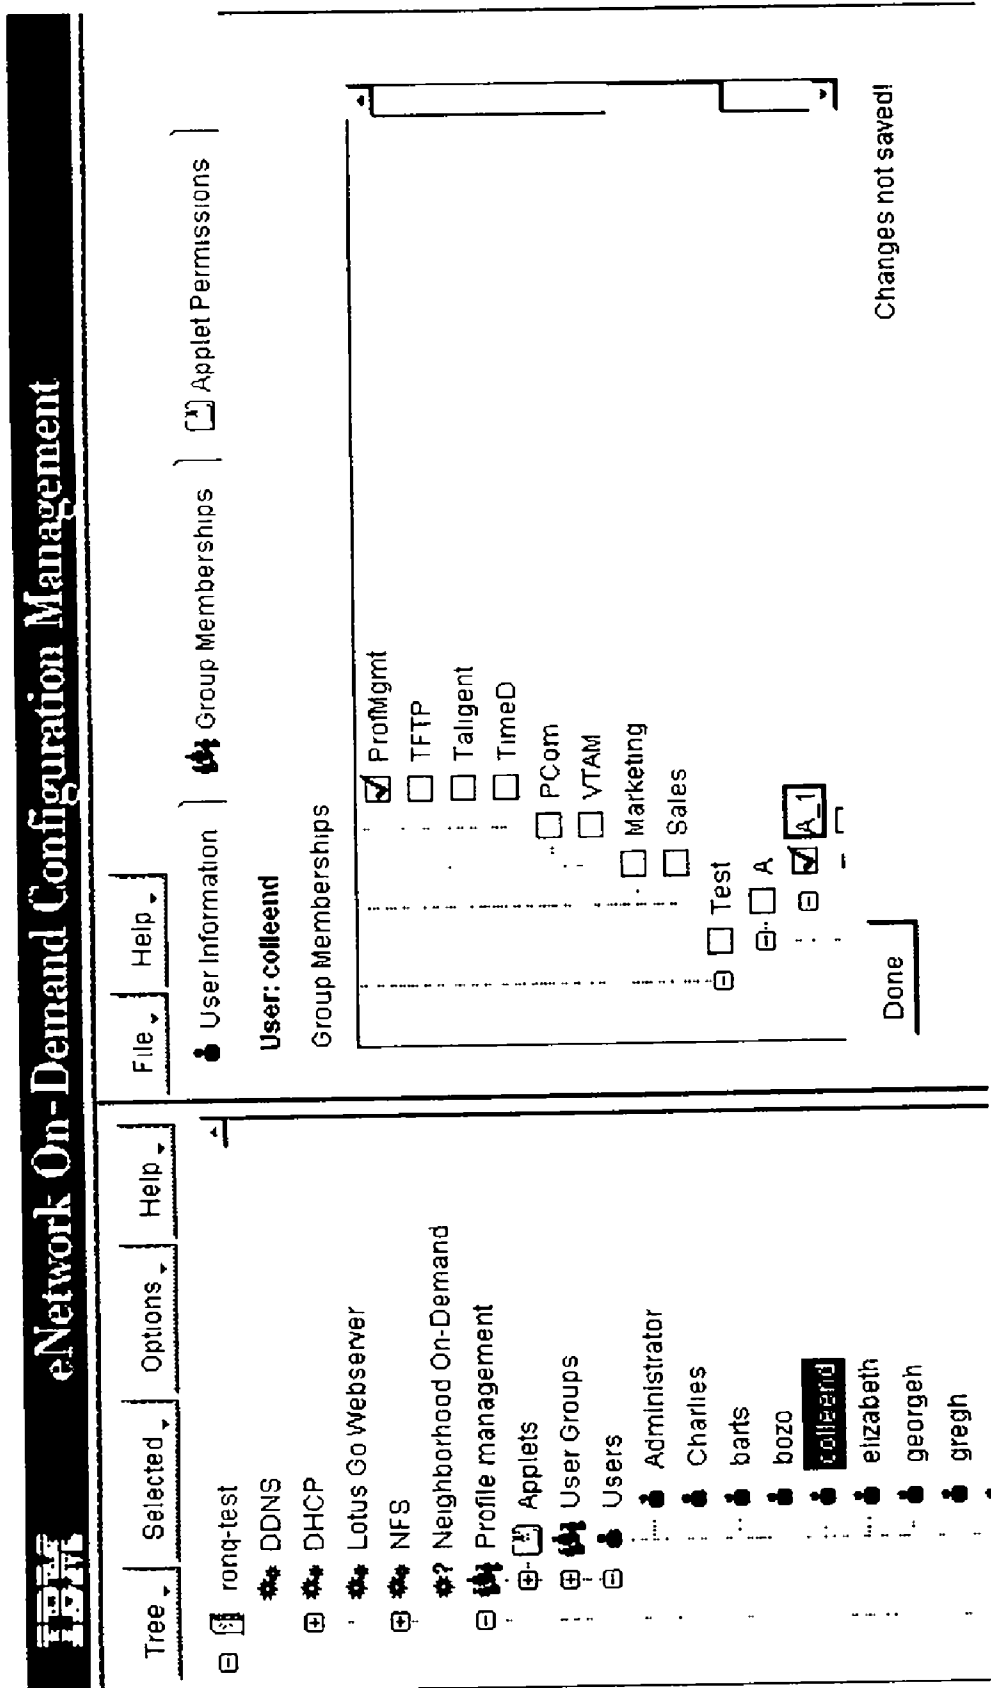 IBM eNetwork On-Demand Configuration Management
Tree Selected Options Help
ronq-test
DDNS
DHCP
Lotus Go Webserver
NFS
#? Neighborhood On-Demand
Profile management
Applets
User Groups
Users
Administrator
Charlies
barts
bozo
colleend
elizabeth
georgeh
gregh
File Help
User Information Group Memberships Applet Permissions
User: colleend
Group Memberships
ProfMgmt
TFTP
Taligent
TimeD
PCom
VTAM
Marketing
Sales
Test
A
A_1
Done
Changes not saved!